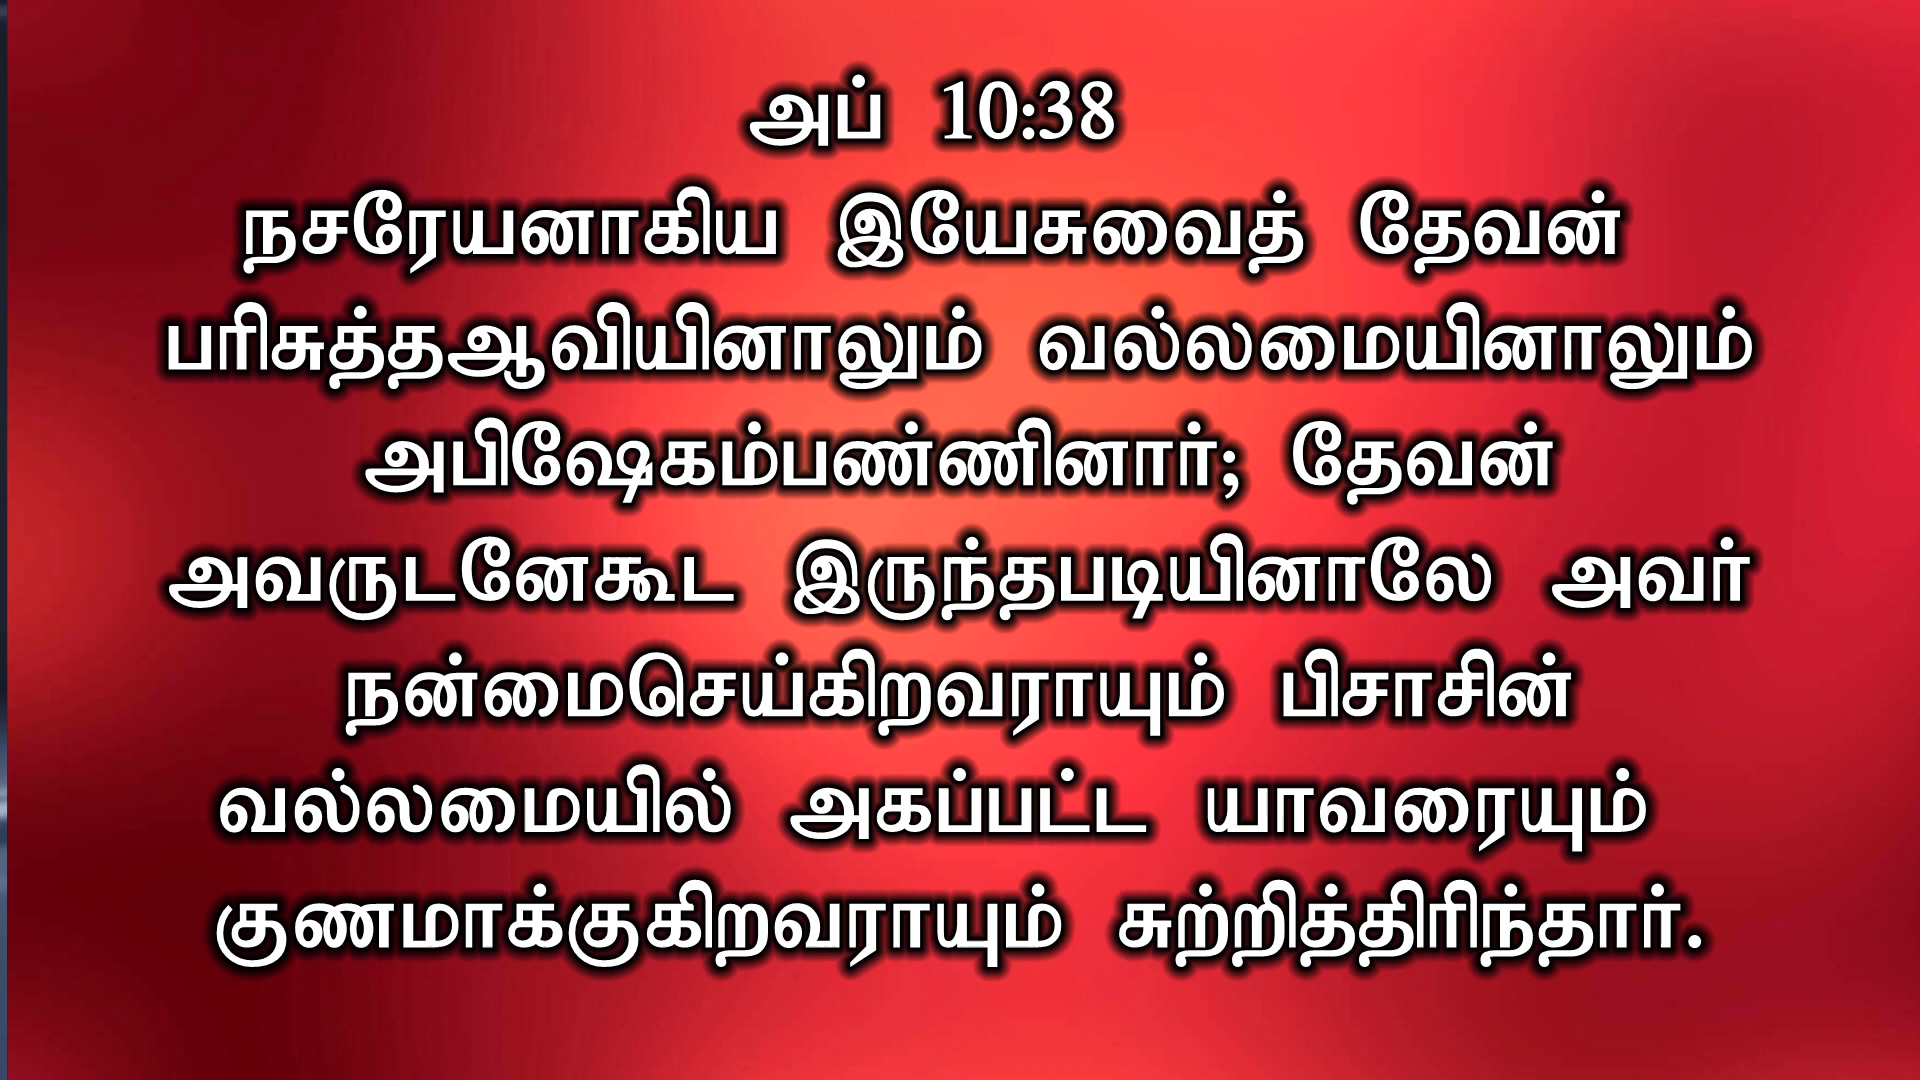 அப் 10:38
நசரேயனாகிய இயேசுவைத் தேவன்
பரிசுத்தஆவியினாலும் வல்லமையினாலும்
அபிஷேகம்பண்ணினார்; தேவன்
அவருடனேகூட இருந்தபடியினாலே அவர்
நன்மைசெய்கிறவராயும் பிசாசின்
வல்லமையில் அகப்பட்ட யாவரையும்
குணமாக்குகிறவராயும் சுற்றித்திரிந்தார்.